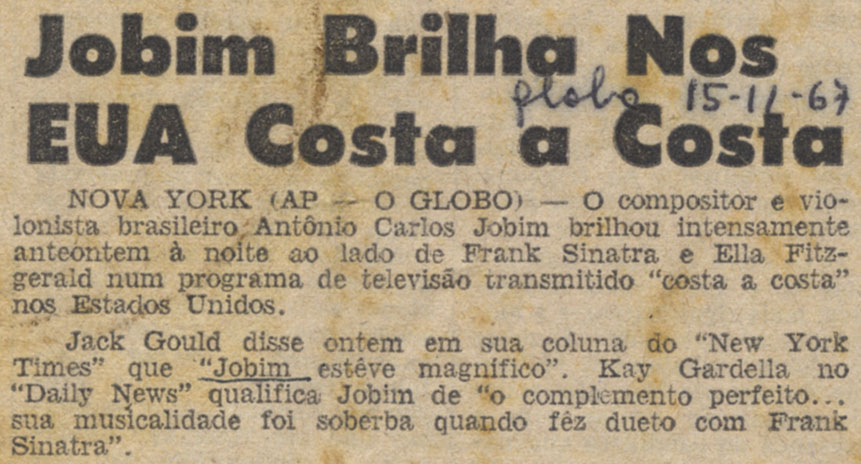 Jobim Brilha Nos
globo 15-11-67
EUA Costa a Costa
NOVA YORK (AP — O GLOBO) — O compositor e vio-
lonista brasileiro Antônio Carlos Jobim brilhou intensamente
anteontem à noite ao lado de Frank Sinatra e Ella Fitz-
gerald num programa de televisão transmitido “costa a costa”
nos Estados Unidos.
Jack Gould disse ontem em sua coluna do “New York
Times” que “Jobim estêve magnífico”. Kay Gardella no
“Daily News” qualifica Jobim de “o complemento perfeito...
sua musicalidade foi soberba quando fêz dueto com Frank
Sinatra”.